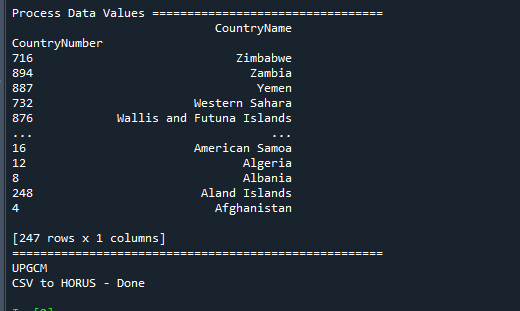 Process Data Values =================================
CountryName
CountryNumber
716 Zimbabwe
894 Zambia
887 Yemen
732 Western Sahara
876 Wallis and Futuna Islands
... ...
16 American Samoa
12 Algeria
8 Albania
248 Aland Islands
4 Afghanistan
[247 rows x 1 columns]
=====================================================
UPGCM
CSV to HORUS - Done